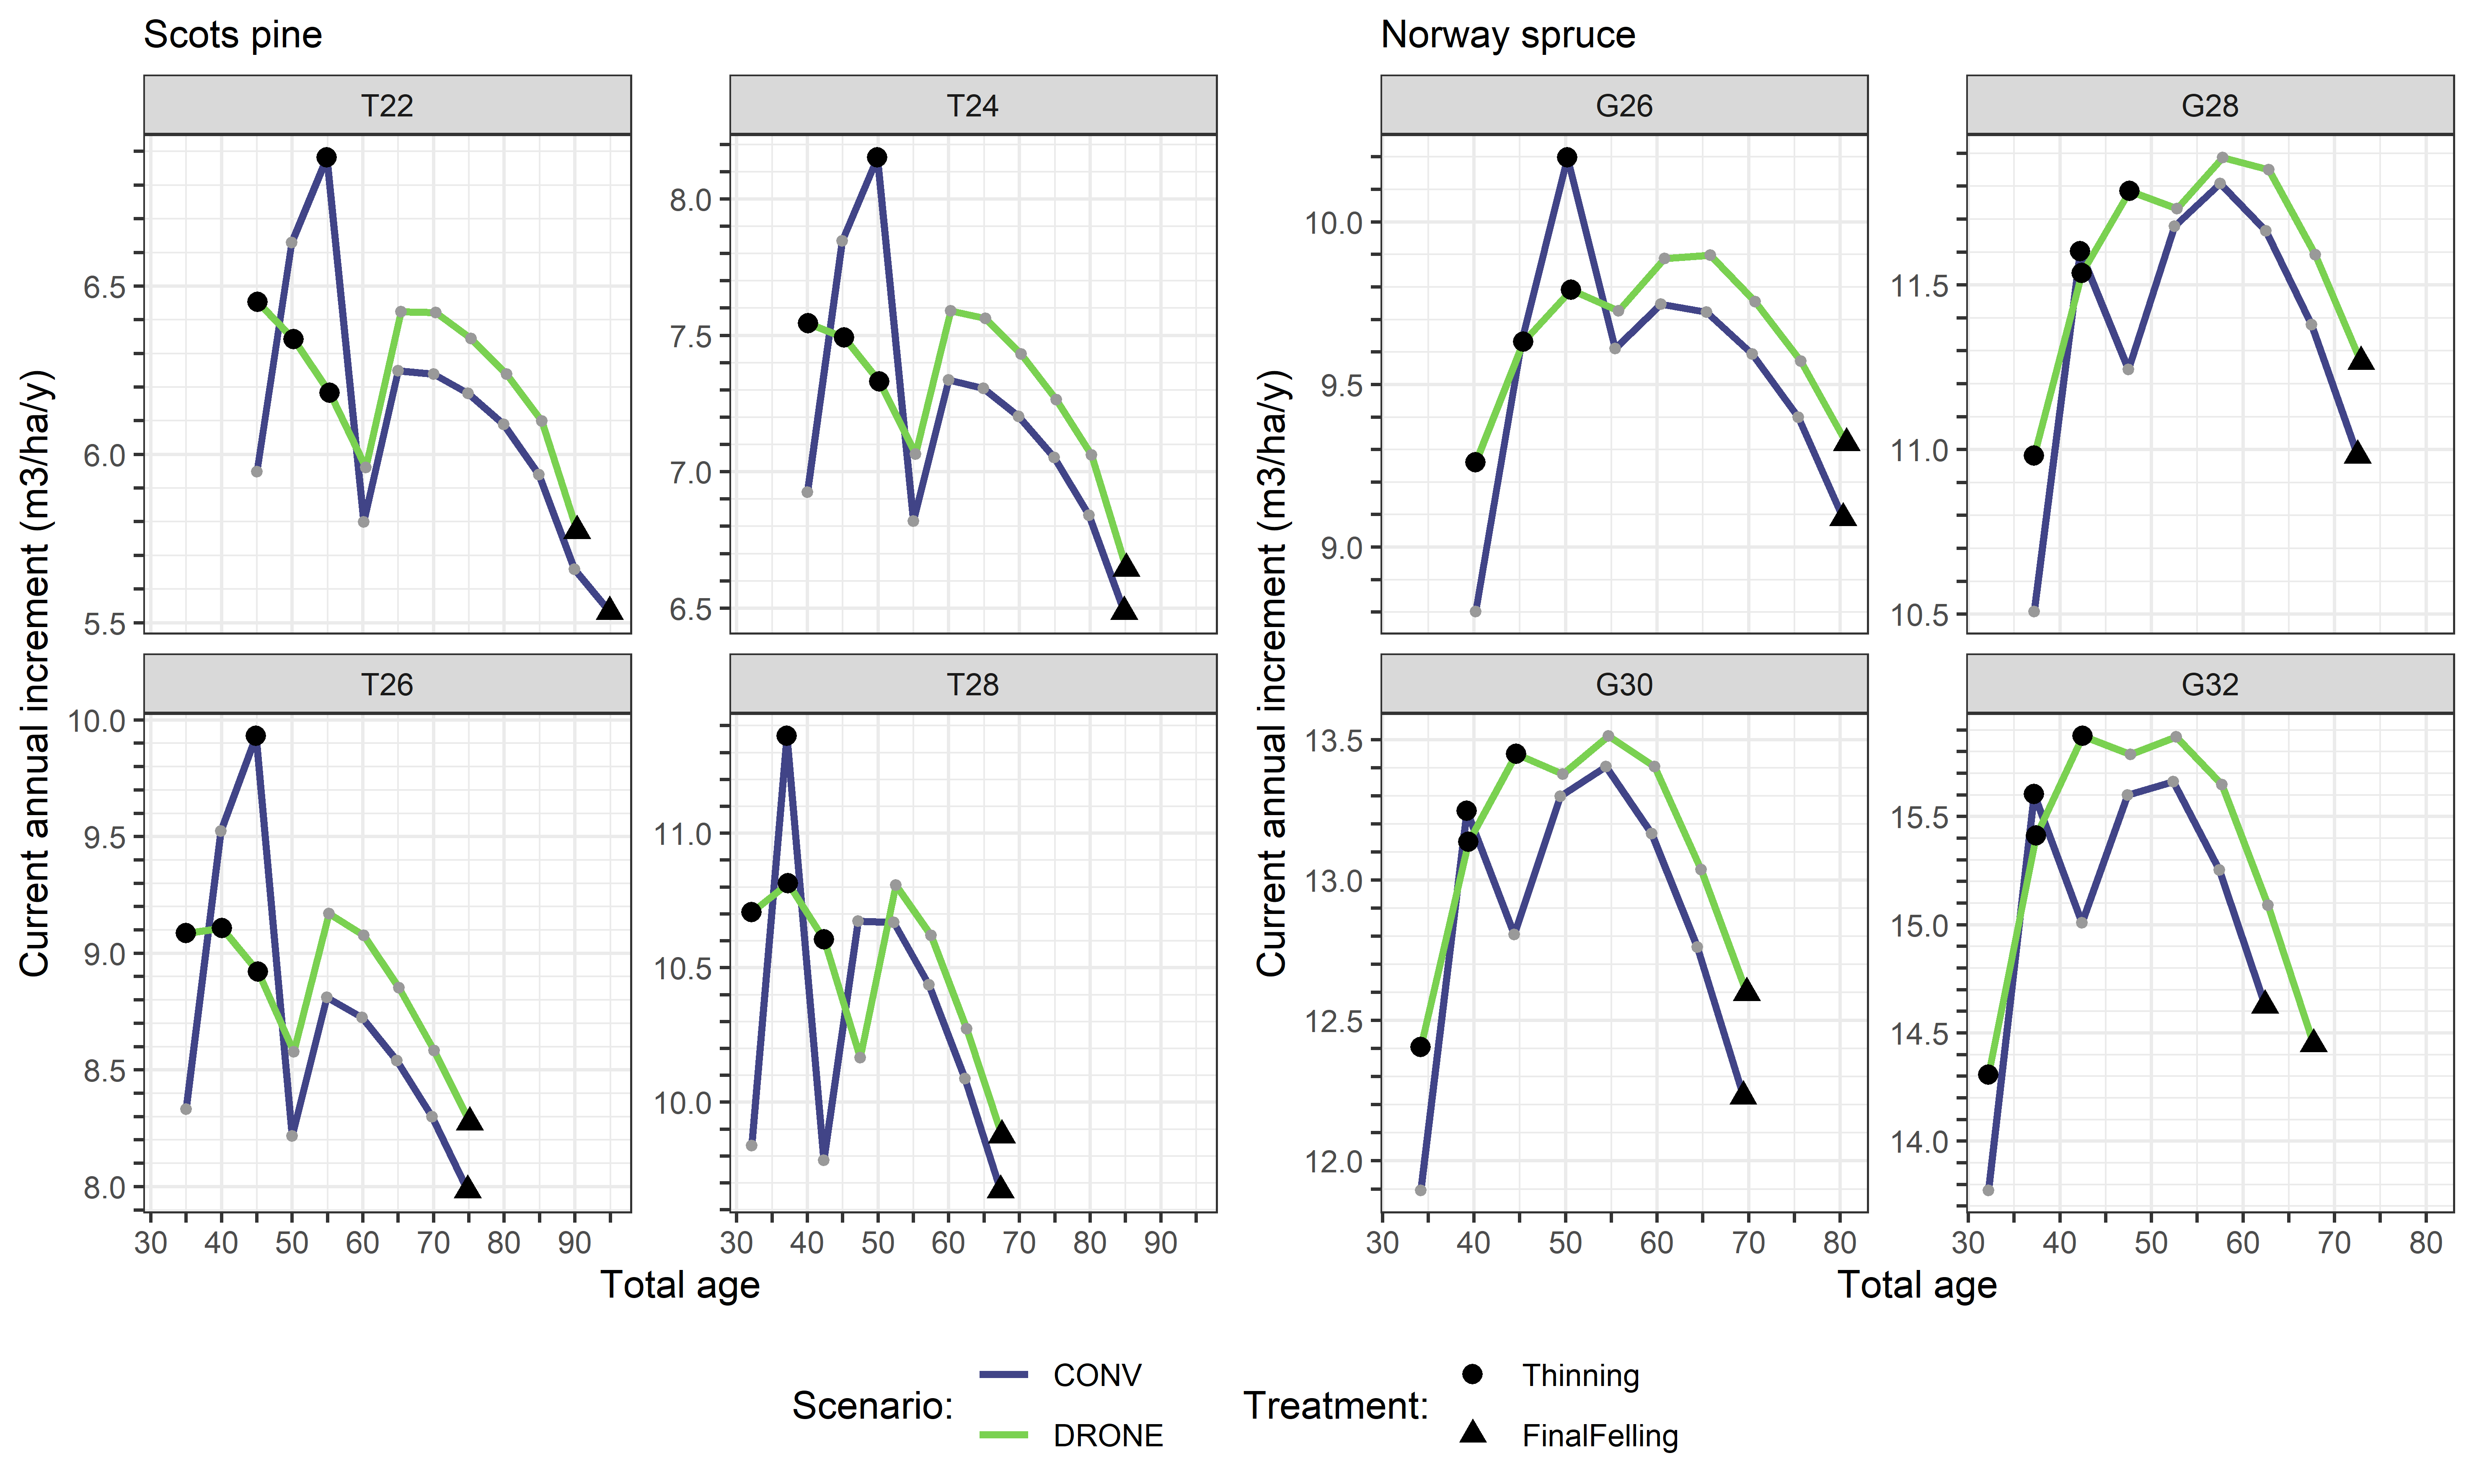 Scots pine
Norway spruce
T22
T24
G26
G28
6.5
6.0
5.5
8.0
7.5
7.0
6.5
10.0
9.5
9.0
11.5
11.0
10.5
T26
T28
G30
G32
10.0
9.5
9.0
8.5
8.0
11.0
10.5
10.0
13.5
13.0
12.5
12.0
15.5
15.0
14.5
14.0
30 40 50 60 70 80 90
30 40 50 60 70 80 90
30 40 50 60 70 80
30 40 50 60 70 80
Current annual increment (m3/ha/y)
Current annual increment (m3/ha/y)
Total age
Total age
Scenario:
CONV
DRONE
Treatment:
Thinning
FinalFelling